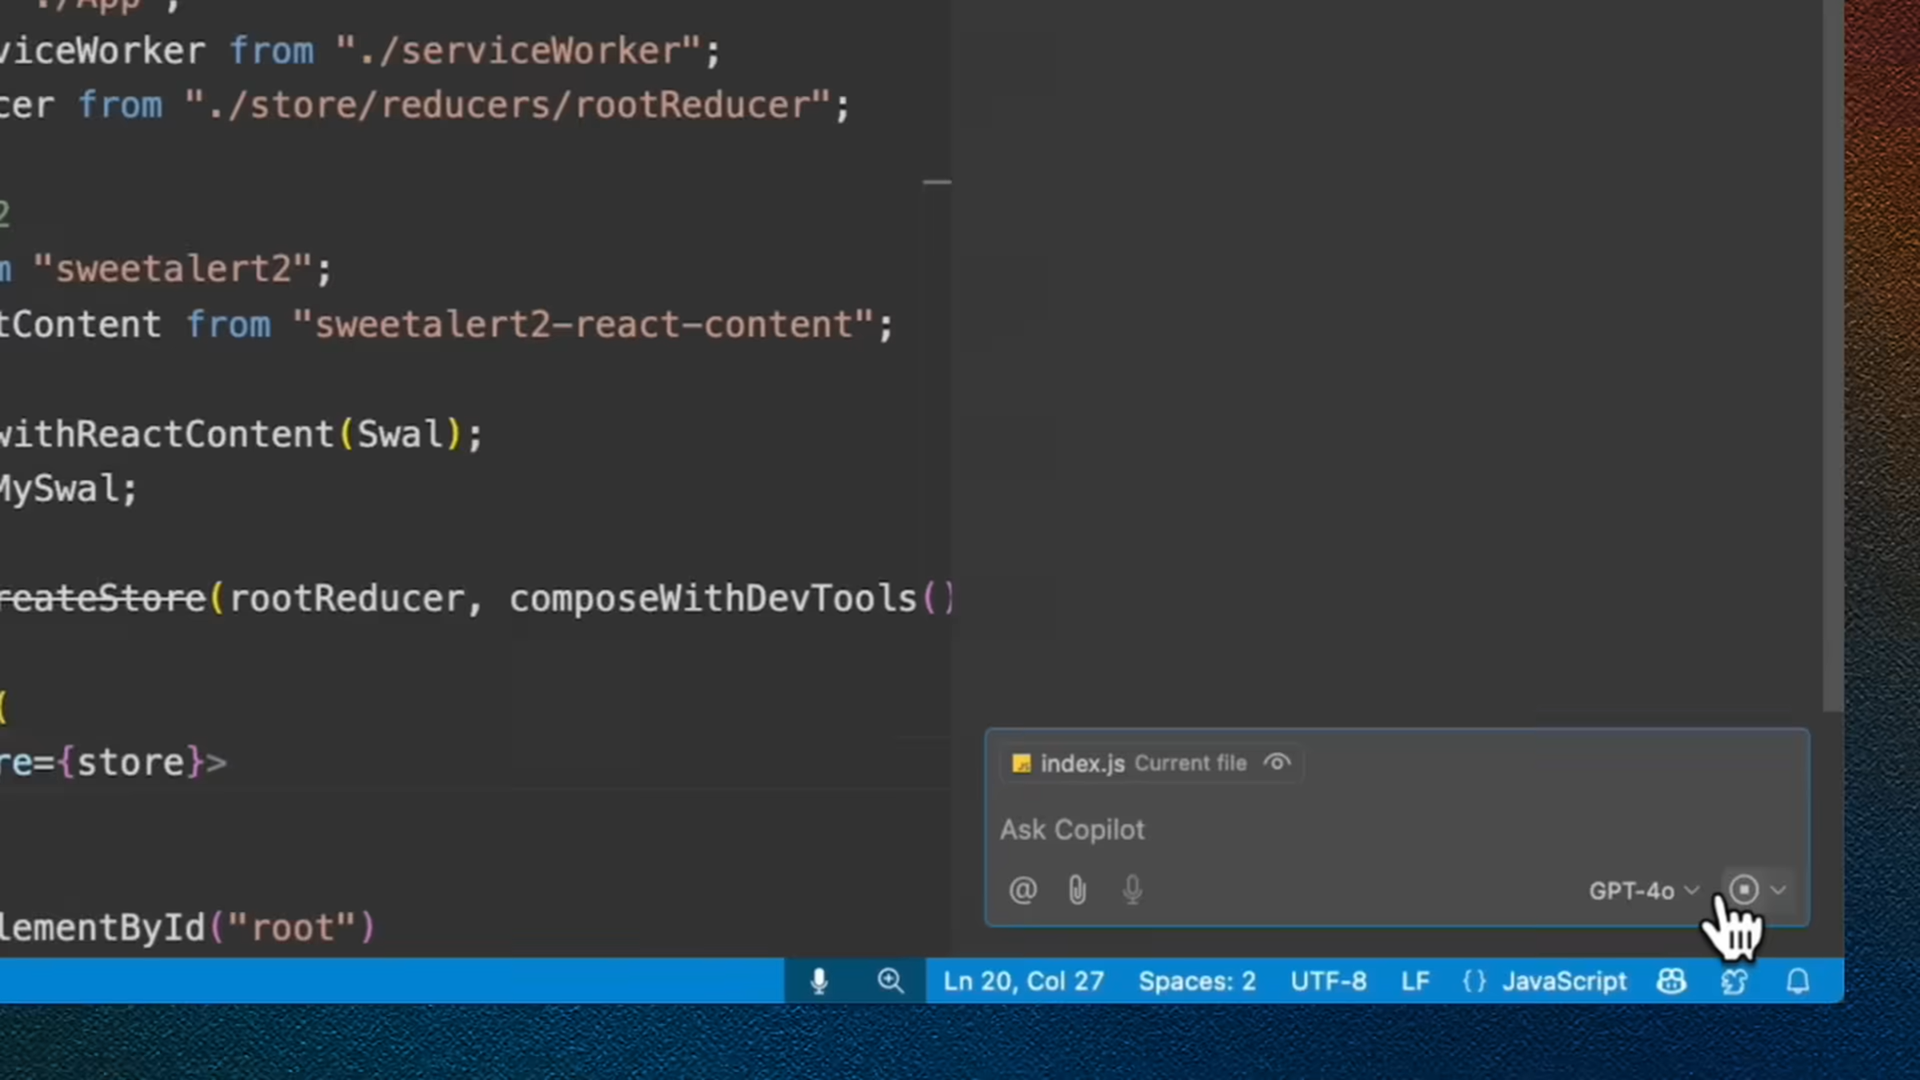 "./App";
viceWorker from "./serviceWorker";
cer from "./store/reducers/rootReducer";
2
m "sweetalert2";
tContent from "sweetalert2-react-content";
withReactContent(Swal);
MySwal;
reateStore(rootReducer, composeWithDevTools()
(
re={store}>
lementById("root")
index.js Current file
Ask Copilot
@
GPT-4o
Ln 20, Col 27 Spaces: 2 UTF-8 LF {} JavaScript